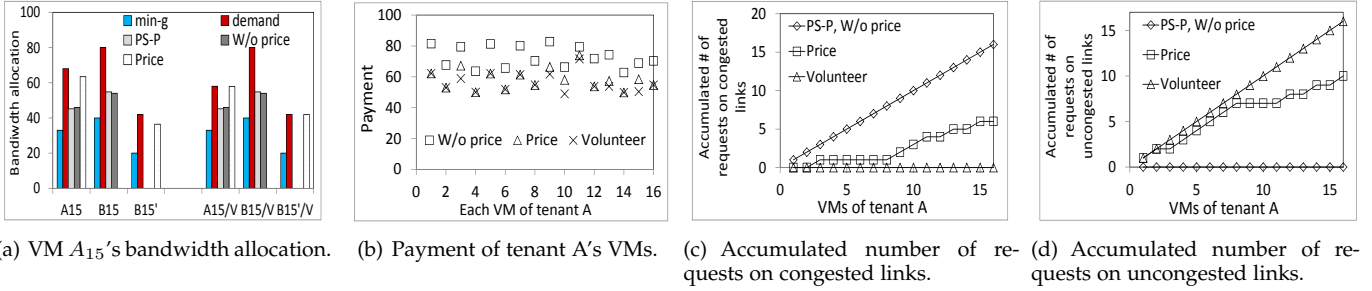 min-g
demand
PS-P
W/o price
Price
Bandiwdth allocation
100
80
60
40
20
0
A15
B15
B15'
A15/V
B15/V
B15'/V
(a) VM A15's bandwidth allocation.
Payment
100
80
60
40
20
0
W/o price
Price
Volunteer
0 2 4 6 8 10 12 14 16
Each VM of tenant A
(b) Payment of tenant A's VMs.
Accumulated # of
requests on congested
links
20
15
10
5
0
PS-P, W/o price
Price
Volunteer
0 5 10 15
VMs of tenant A
(c) Accumulated number of re-
quests on congested links.
Accumulated # of
requests on
uncongested links
15
10
5
0
PS-P, W/o price
Price
Volunteer
0 5 10 15
VMs of tenant A
(d) Accumulated number of re-
quests on uncongested links.